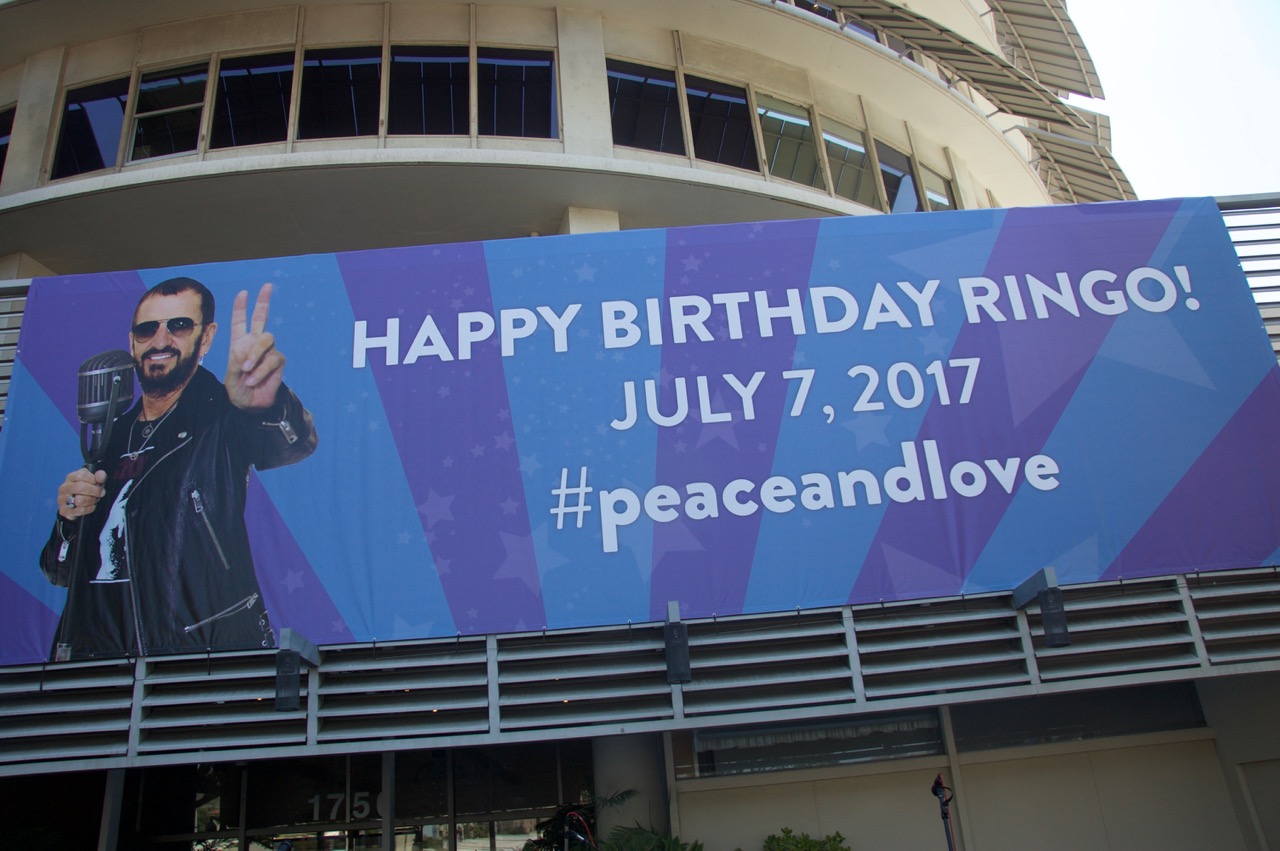 HAPPY BIRTHDAY RINGO!
JULY 7, 2017
#peaceandlove
1750